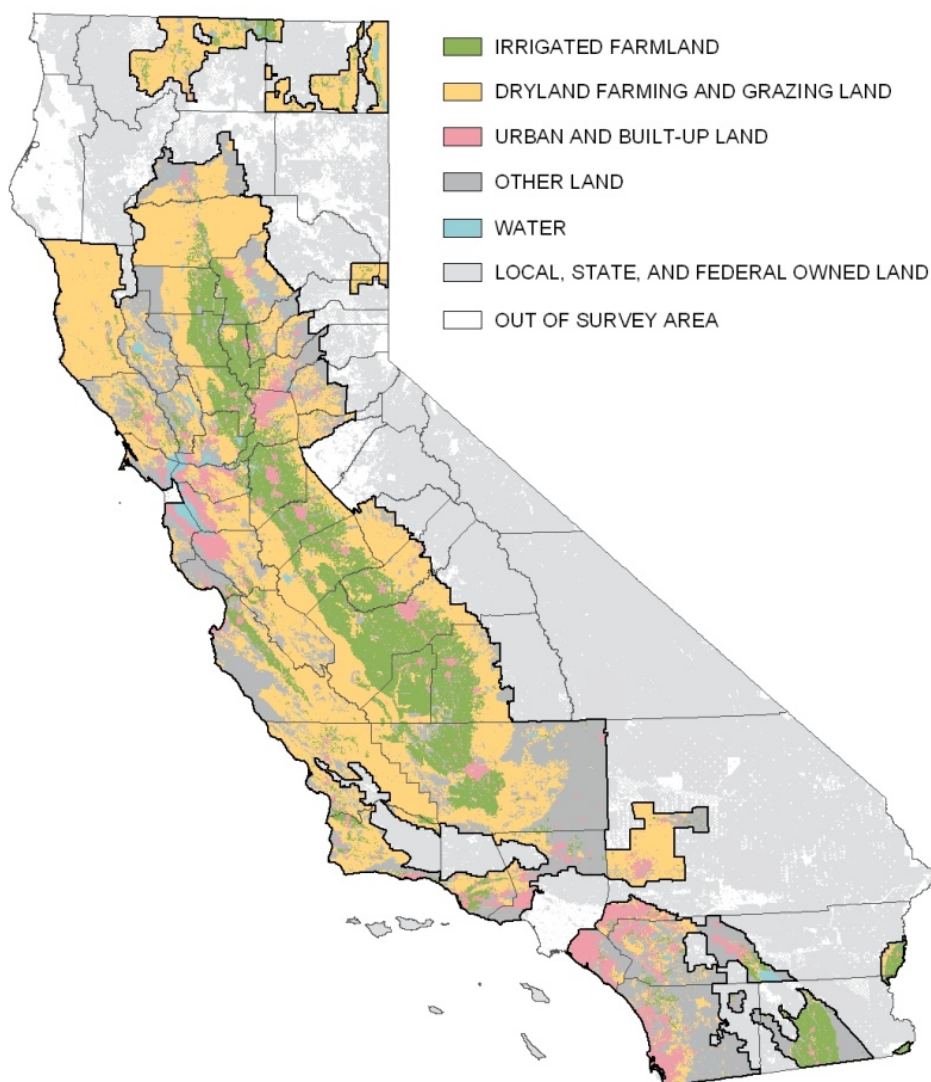 IRRIGATED FARMLAND
DRYLAND FARMING AND GRAZING LAND
URBAN AND BUILT-UP LAND
OTHER LAND
WATER
LOCAL, STATE, AND FEDERAL OWNED LAND
OUT OF SURVEY AREA